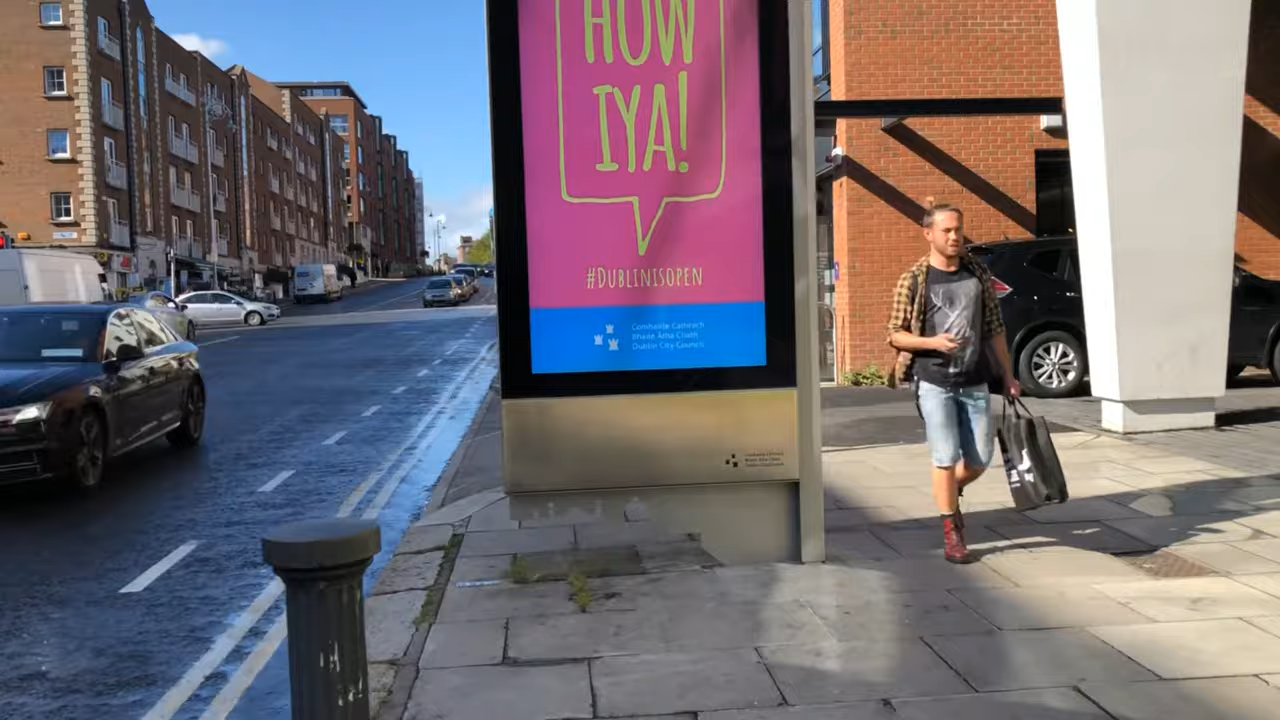 HOW
IYA!
#DUBLINISOPEN
Comhairle Cathrach
Bhaile Átha Cliath
Dublin City Council